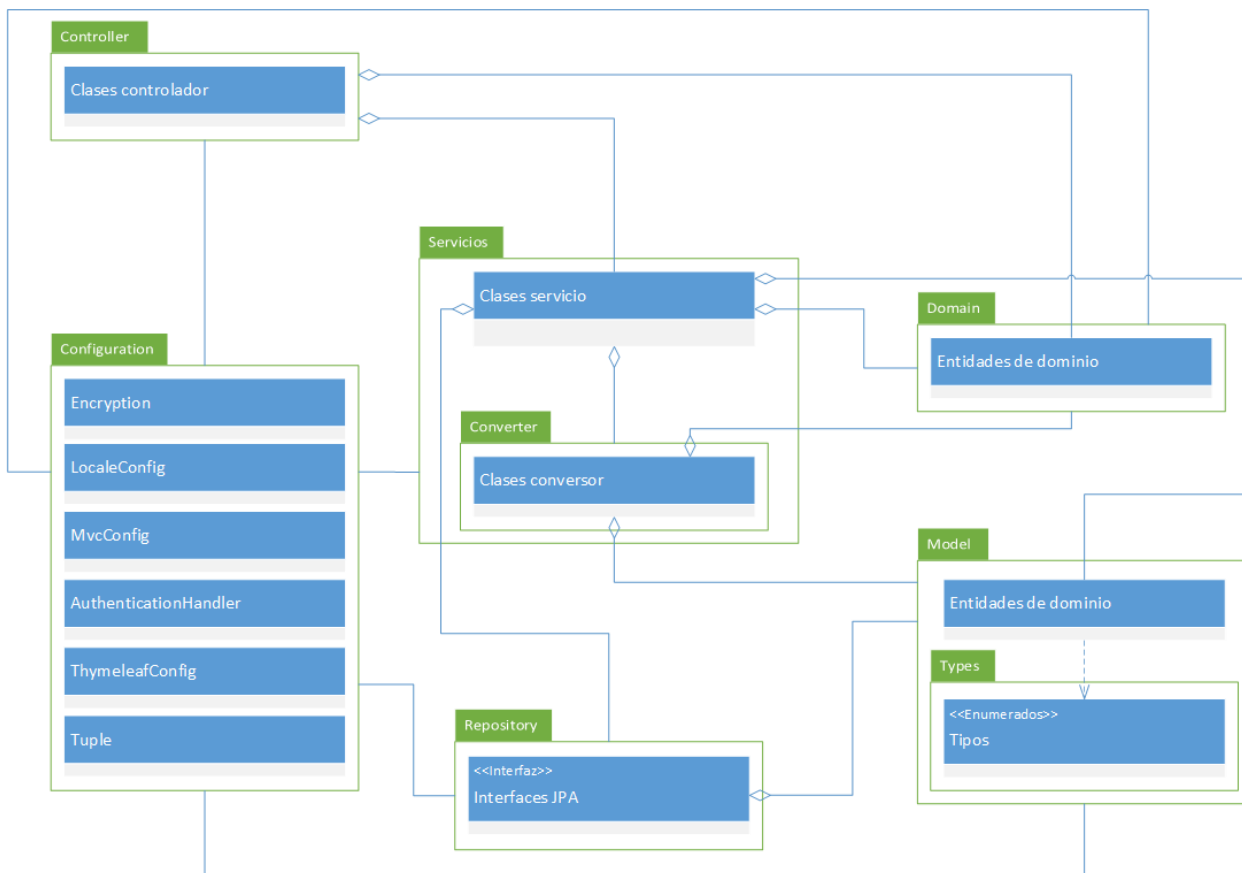 Controller
Clases controlador
Servicios
Clases servicio
Domain
Entidades de dominio
Configuration
Encryption
LocaleConfig
MvcConfig
AuthenticationHandler
ThymeleafConfig
Tuple
Converter
Clases conversor
Model
Entidades de dominio
Types
<<Enumerados>>
Tipos
Repository
<<Interfaz>>
Interfaces JPA